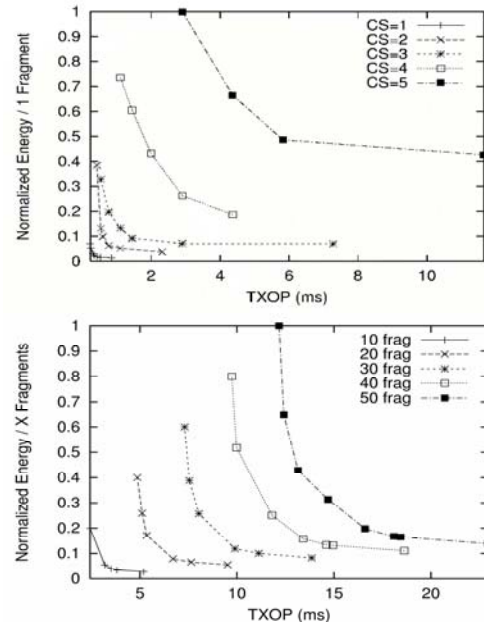 Normalized Energy / 1 Fragment
1
0.9
0.8
0.7
0.6
0.5
0.4
0.3
0.2
0.1
0
CS=1
CS=2
CS=3
CS=4
CS=5
2 4 6 8 10
TXOP (ms)
Normalized Energy / X Fragments
1
0.9
0.8
0.7
0.6
0.5
0.4
0.3
0.2
0.1
0
10 frag
20 frag
30 frag
40 frag
50 frag
5 10 15 20
TXOP (ms)